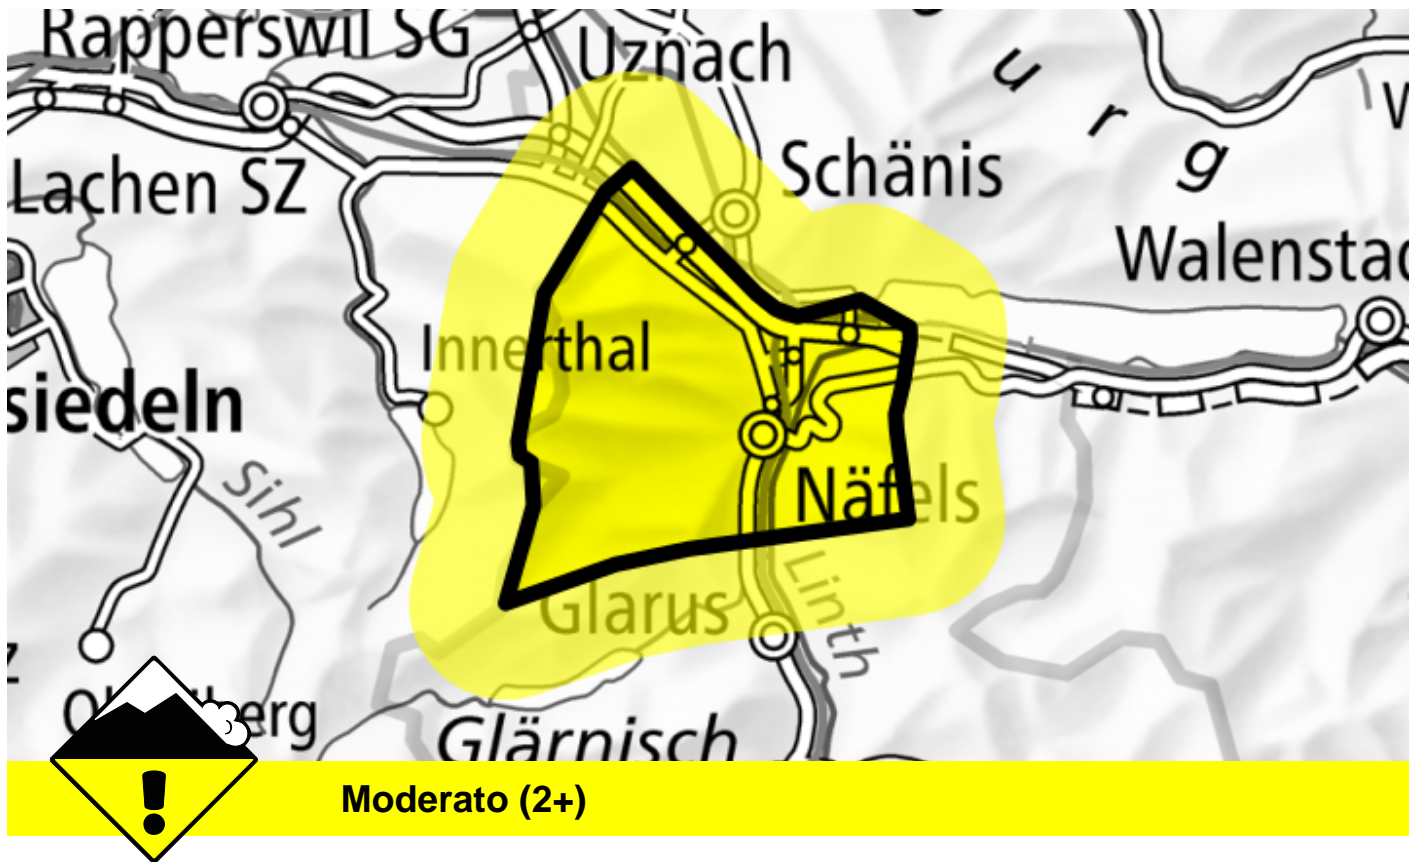 Rapperswil SG
Uznach
u
r
g
Schänis
Lachen SZ
Walenstad
Innerthal
siedeln
Näfels
Sihl
Linth
Glarus
Glärnisch
Moderato (2+)